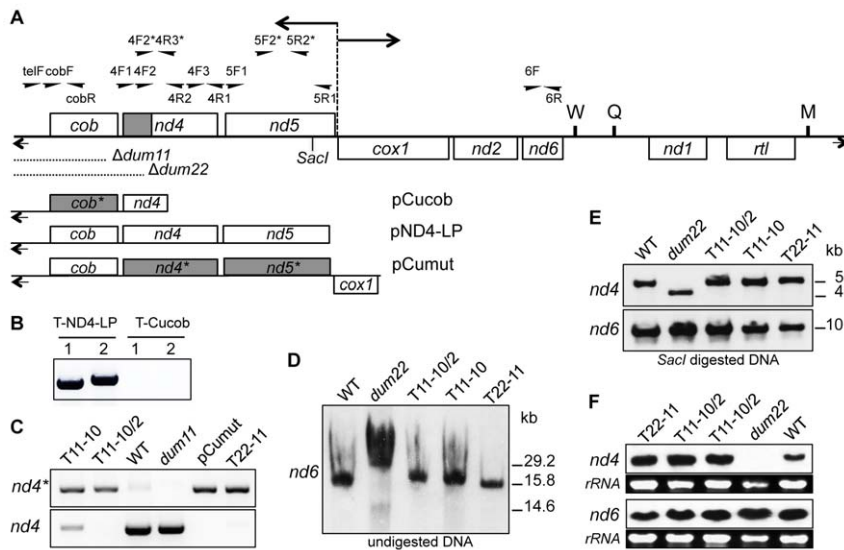 A
4F2* 4R3* 5F2* 5R2*
telF cobF 4F1 4F2 4F3 5F1 6F
cobR 4R2 4R1 5R1 6R
W Q M
cob nd4 nd5
SacI
cox1 nd2 nd6 nd1 rtl
Δdum11
Δdum22
cob* nd4 pCucob
cob nd4 nd5 pND4-LP
cob nd4* nd5* pCumut
cox1
B
T-ND4-LP T-Cucob
1 2 1 2
C
T11-10 T11-10/2 WT dum11 pCumut T22-11
nd4*
nd4
D
WT dum22 T11-10/2 T11-10 T22-11
kb
nd6
29.2
15.8
14.6
undigested DNA
E
WT dum22 T11-10/2 T11-10 T22-11
kb
nd4
5
4
nd6
10
SacI digested DNA
F
T22-11 T11-10/2 T11-10/2 dum22 WT
nd4
rRNA
nd6
rRNA